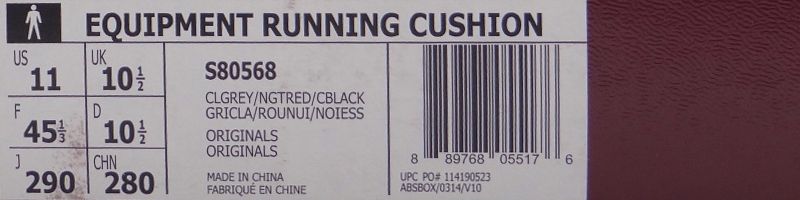 EQUIPMENT RUNNING CUSHION
US 11 UK 10½
F 45⅓ D 10½
J 290 CHN 280
S80568
CLGREY/NGTRED/CBLACK
GRICLA/ROUNUI/NOIESS
ORIGINALS
ORIGINALS
MADE IN CHINA
FABRIQUÉ EN CHINE
8 89768 05517 6
UPC PO# 114190523
ABSBOX/0314/V10